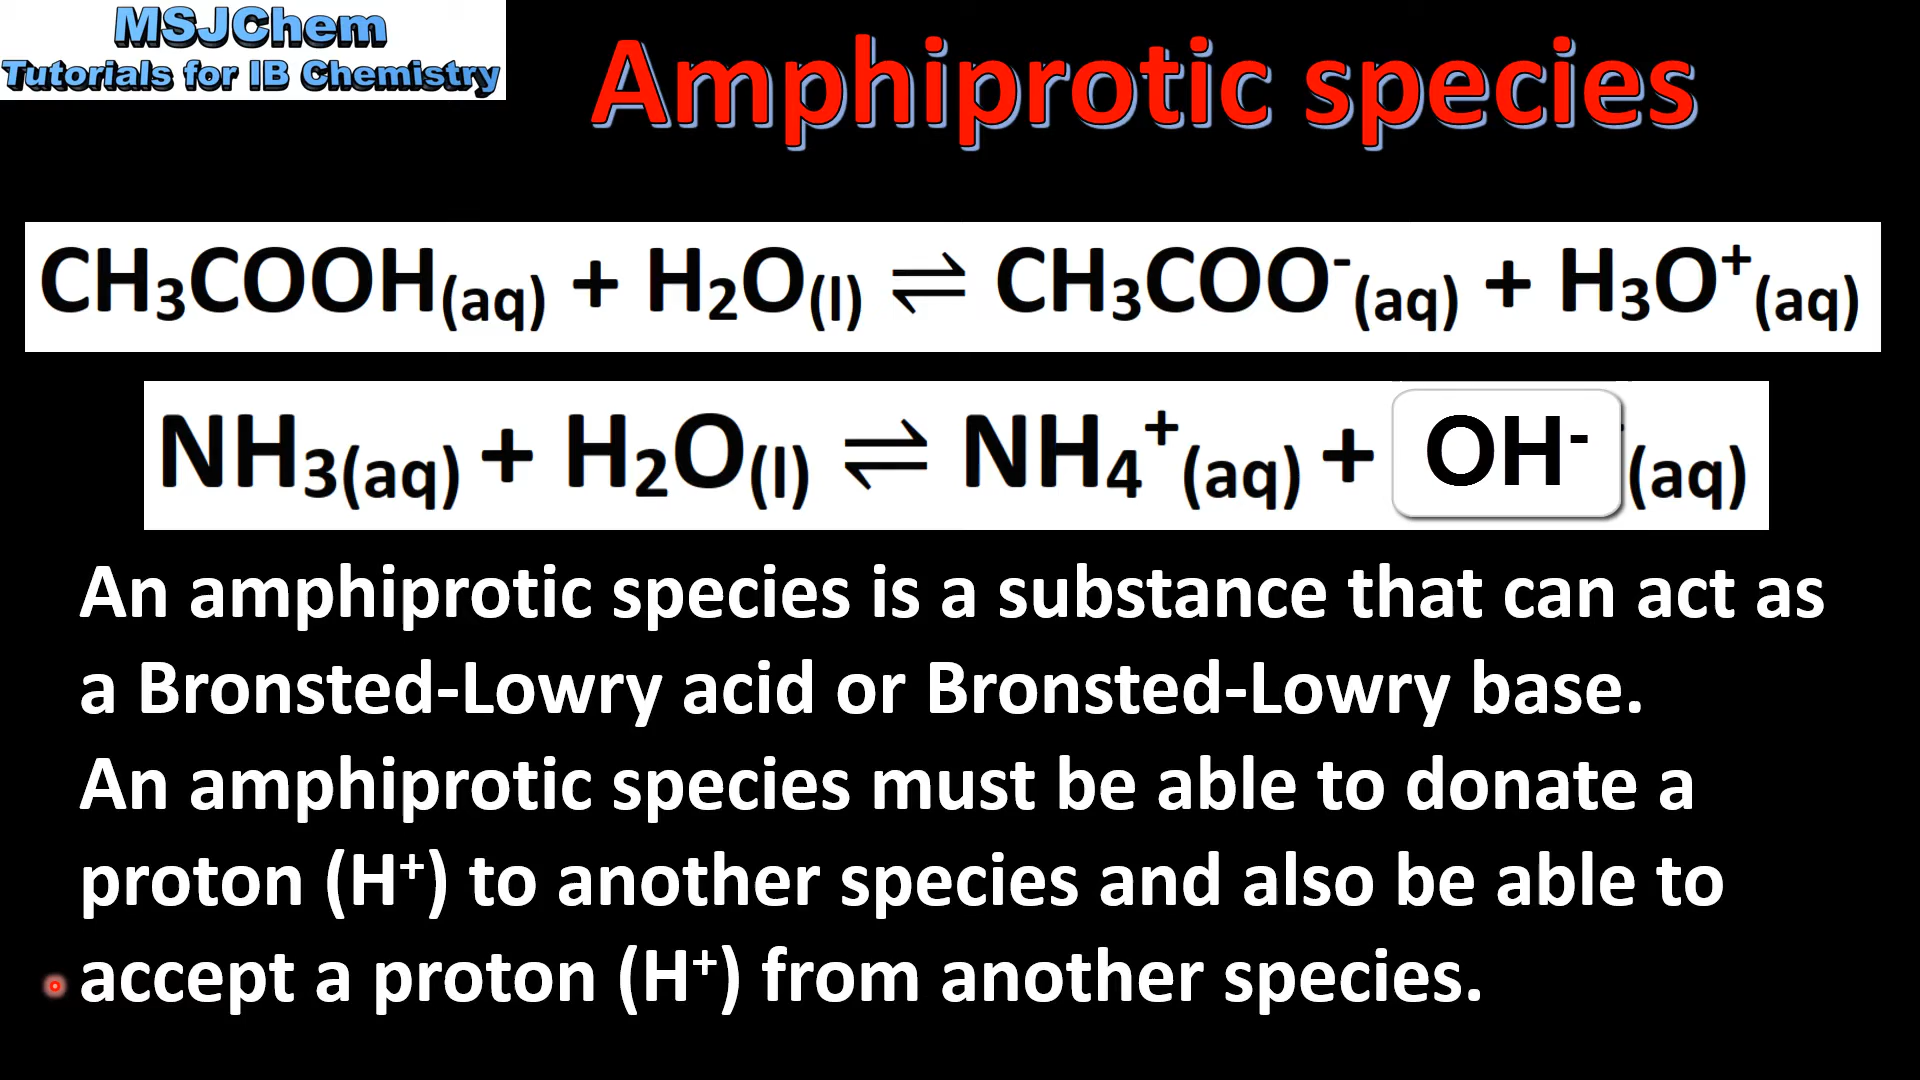 MSJChem
Tutorials for IB Chemistry
Amphiprotic species
CH₃COOH(aq) + H₂O(l) ⇌ CH₃COO⁻(aq) + H₃O⁺(aq)
NH₃(aq) + H₂O(l) ⇌ NH₄⁺(aq) + OH⁻(aq)
An amphiprotic species is a substance that can act as
a Bronsted-Lowry acid or Bronsted-Lowry base.
An amphiprotic species must be able to donate a
proton (H⁺) to another species and also be able to
accept a proton (H⁺) from another species.